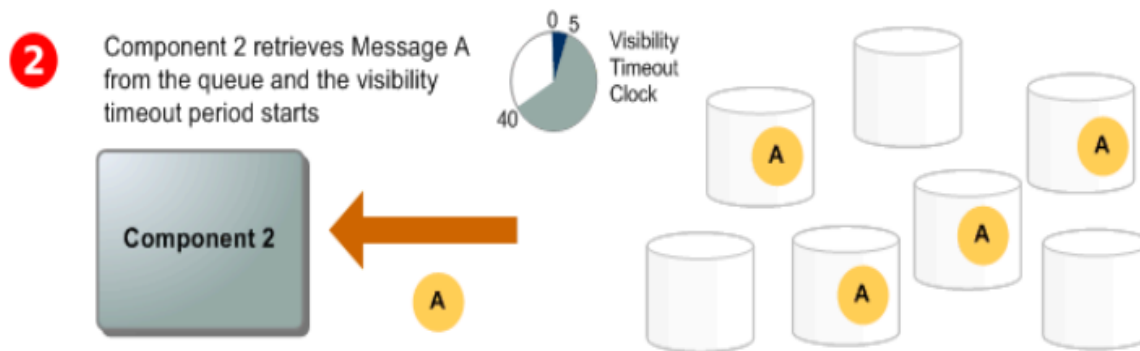 2
Component 2 retrieves Message A
from the queue and the visibility
timeout period starts
0 5
40
Visibility
Timeout
Clock
Component 2
A
A
A
A
A